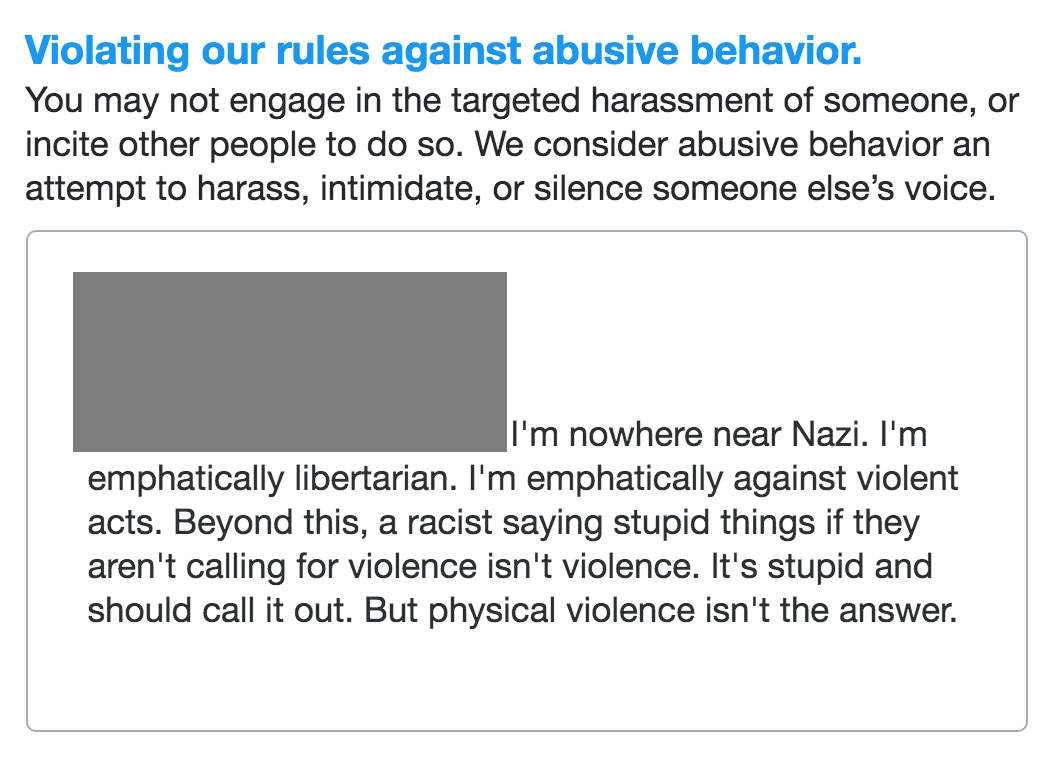 Violating our rules against abusive behavior.
You may not engage in the targeted harassment of someone, or
incite other people to do so. We consider abusive behavior an
attempt to harass, intimidate, or silence someone else’s voice.
I'm nowhere near Nazi. I'm
emphatically libertarian. I'm emphatically against violent
acts. Beyond this, a racist saying stupid things if they
aren't calling for violence isn't violence. It's stupid and
should call it out. But physical violence isn't the answer.